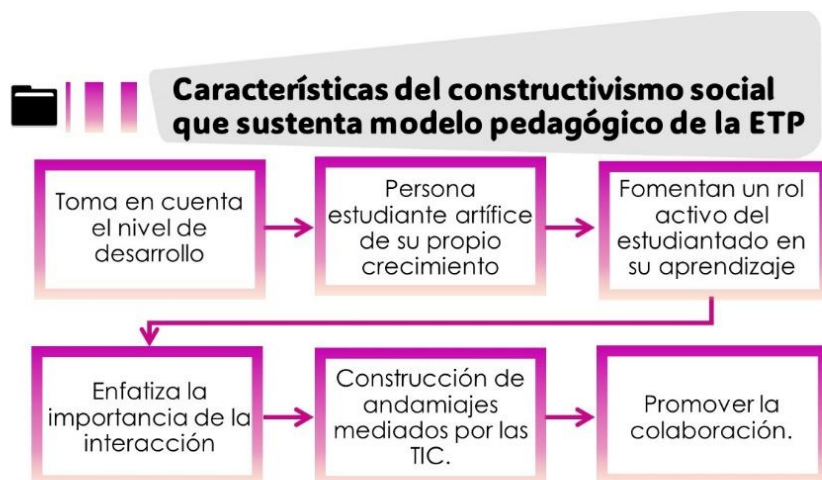 Características del constructivismo social
que sustenta modelo pedagógico de la ETP
Toma en cuenta
el nivel de
desarrollo
Persona
estudiante artífice
de su propio
crecimiento
Fomentan un rol
activo del
estudiantado en
su aprendizaje
Enfatiza la
importancia de la
interacción
Construcción de
andamiajes
mediados por las
TIC.
Promover la
colaboración.